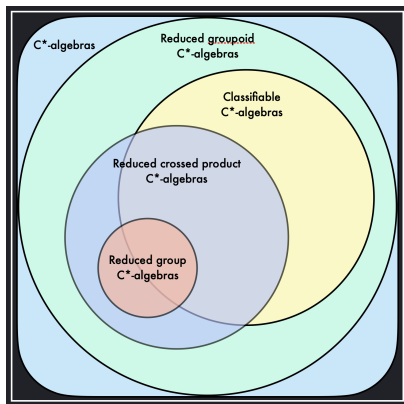 C*-algebras
Reduced groupoid
C*-algebras
Classifiable
C*-algebras
Reduced crossed product
C*-algebras
Reduced group
C*-algebras